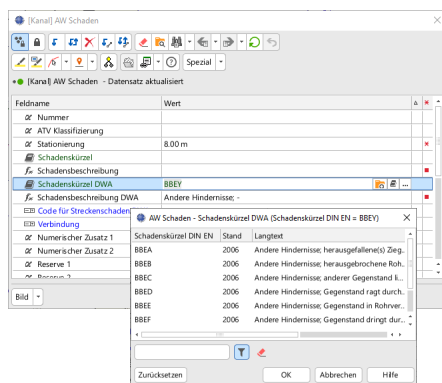 [Kanal] AW Schaden
Spezial
[Kanal] AW Schaden - Datensatz aktualisiert
Feldname Wert
Nummer
ATV Klassifizierung
Stationierung 8.00 m
Schadenskürzel
Schadensbeschreibung
Schadenskürzel DWA BBEY
Schadensbeschreibung DWA Andere Hindernisse; -
Code für Streckenschaden
Verbindung
Numerischer Zusatz 1
Numerischer Zusatz 2
Reserve 1
Reserve 2
Bild
AW Schaden - Schadenskürzel DWA (Schadenskürzel DIN EN = BBEY)
Schadenskürzel DIN EN Stand Langtext
BBEA 2006 Andere Hindernisse; herausgefallene(s) Zieg..
BBEB 2006 Andere Hindernisse; herausgebrochene Roh..
BBEC 2006 Andere Hindernisse; anderer Gegenstand li...
BBED 2006 Andere Hindernisse; Gegenstand ragt durch..
BBEE 2006 Andere Hindernisse; Gegenstand in Rohrver..
BBEF 2006 Andere Hindernisse; Gegenstand dringt dur...
Zurücksetzen OK Abbrechen Hilfe